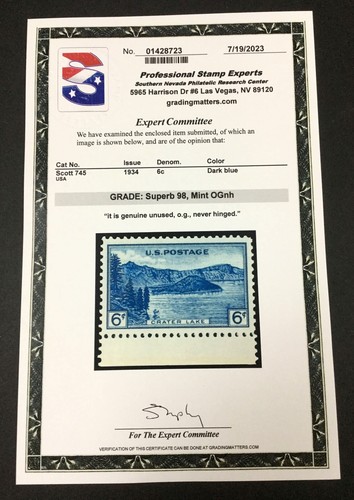 No. 01428723 7/19/2023
Professional Stamp Experts
Southern Nevada Philatelic Research Center
5965 Harrison Dr #6 Las Vegas, NV 89120
gradingmatters.com
Expert Committee
We have examined the enclosed item submitted, of which an
image is shown below, and are of the opinion that:
Cat No. Issue Denom. Color
Scott 745 1934 6c Dark blue
USA
GRADE: Superb 98, Mint OGnh
"it is genuine unused, o.g., never hinged."
U.S. POSTAGE
6¢ 6¢
CRATER LAKE
For The Expert Committee
VERIFICATION OF THIS CERTIFICATE CAN BE DONE AT GRADINGMATTERS.COM